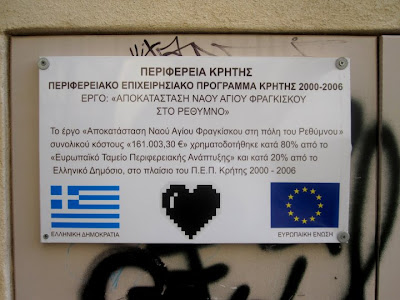 ΠΕΡΙΦΕΡΕΙΑ ΚΡΗΤΗΣ
ΠΕΡΙΦΕΡΕΙΑΚΟ ΕΠΙΧΕΙΡΗΣΙΑΚΟ ΠΡΟΓΡΑΜΜΑ ΚΡΗΤΗΣ 2000-2006
ΕΡΓΟ: «ΑΠΟΚΑΤΑΣΤΑΣΗ ΝΑΟΥ ΑΓΙΟΥ ΦΡΑΓΚΙΣΚΟΥ
ΣΤΟ ΡΕΘΥΜΝΟ»
Το έργο «Αποκατάσταση Ναού Αγίου Φραγκίσκου στη πόλη του Ρεθύμνου»
συνολικού κόστους «161.003,30 €» χρηματοδοτήθηκε κατά 80% από το
«Ευρωπαϊκό Ταμείο Περιφερειακής Ανάπτυξης» και κατά 20% από το
Ελληνικό Δημόσιο, στο πλαίσιο του Π.Ε.Π. Κρήτης 2000 - 2006
ΕΛΛΗΝΙΚΗ ΔΗΜΟΚΡΑΤΙΑ
ΕΥΡΩΠΑΪΚΗ ΕΝΩΣΗ